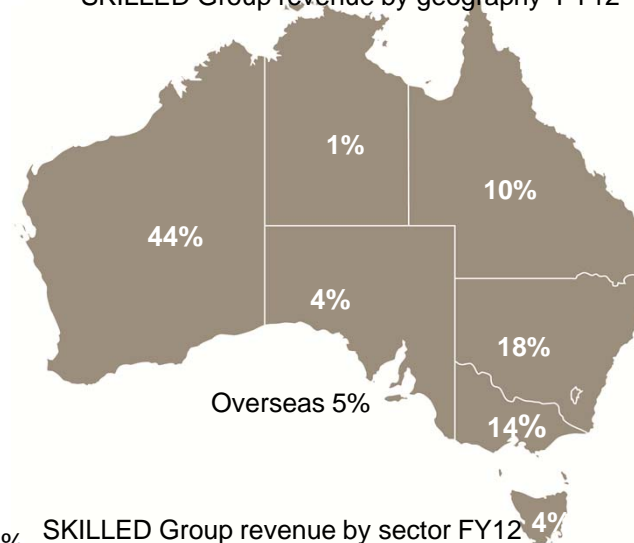 SKILLED Group revenue by geography FY12
1%
10%
44%
4%
18%
Overseas 5%
14%
%
SKILLED Group revenue by sector FY12
4%